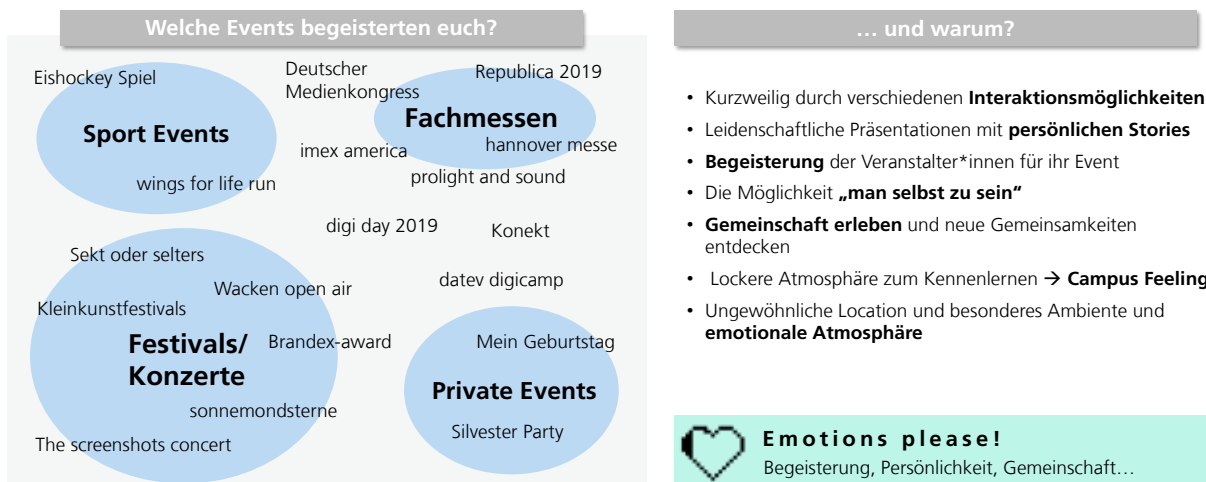 Welche Events begeisterten euch?
Eishockey Spiel
Sport Events
wings for life run
Deutscher
Medienkongress
Republica 2019
Fachmessen
imex america
hannover messe
prolight and sound
digi day 2019
Konekt
datev digicamp
Sekt oder selters
Wacken open air
Kleinkunstfestivals
Festivals/
Konzerte
Brandex-award
sonnemondsterne
The screenshots concert
Mein Geburtstag
Private Events
Silvester Party
… und warum?
• Kurzweilig durch verschiedenen Interaktionsmöglichkeiten
• Leidenschaftliche Präsentationen mit persönlichen Stories
• Begeisterung der Veranstalter*innen für ihr Event
• Die Möglichkeit „man selbst zu sein“
• Gemeinschaft erleben und neue Gemeinsamkeiten
entdecken
• Lockere Atmosphäre zum Kennenlernen → Campus Feeling
• Ungewöhnliche Location und besonderes Ambiente und
emotionale Atmosphäre
Emotions please!
Begeisterung, Persönlichkeit, Gemeinschaft…